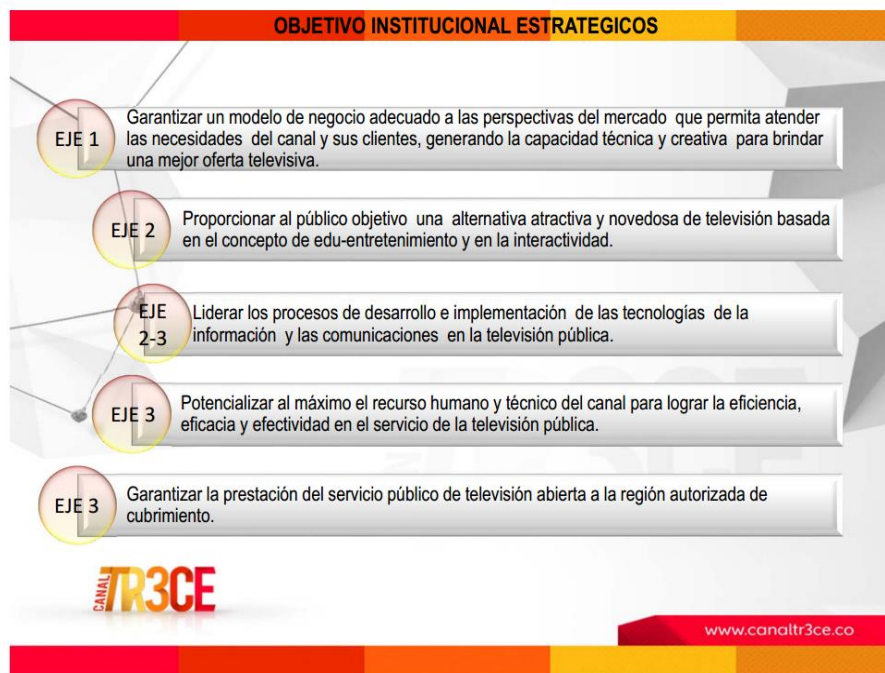 OBJETIVO INSTITUCIONAL ESTRATEGICOS
EJE 1
Garantizar un modelo de negocio adecuado a las perspectivas del mercado que permita atender
las necesidades del canal y sus clientes, generando la capacidad técnica y creativa para brindar
una mejor oferta televisiva.
EJE 2
Proporcionar al público objetivo una alternativa atractiva y novedosa de televisión basada
en el concepto de edu-entretenimiento y en la interactividad.
EJE
2-3
Liderar los procesos de desarrollo e implementación de las tecnologías de la
información y las comunicaciones en la televisión pública.
EJE 3
Potencializar al máximo el recurso humano y técnico del canal para lograr la eficiencia,
eficacia y efectividad en el servicio de la televisión pública.
EJE 3
Garantizar la prestación del servicio público de televisión abierta a la región autorizada de
cubrimiento.
CANAL
TR3CE
www.canaltr3ce.co